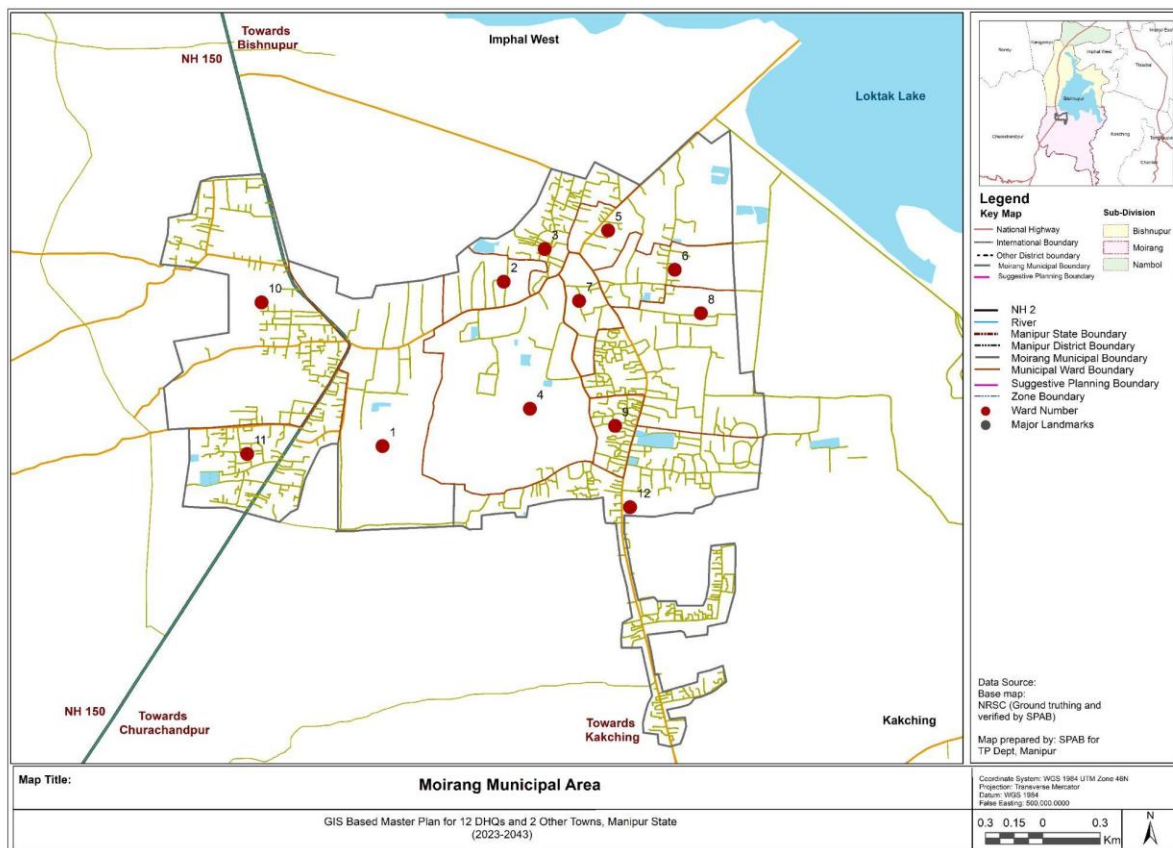 Towards
Bishnupur
NH 150
Imphal West
Loktak Lake
5
3
6
2
10
7
8
4
9
1
11
12
NH 150
Towards
Churachandpur
Towards
Kakching
Kakching
Imphal West
Bishnupur
Kakching
Legend
Key Map
National Highway
International Boundary
Other District boundary
Moirang Municipal Boundary
Suggestive Planning Boundary
Sub-Division
Bishnupur
Moirang
Nambol
NH 2
River
Manipur State Boundary
Manipur District Boundary
Moirang Municipal Boundary
Municipal Ward Boundary
Suggestive Planning Boundary
Zone Boundary
Ward Number
Major Landmarks
Data Source:
Base map:
NRSC (Ground truthing and
verified by SPAB)
Map prepared by: SPAB for
TP Dept, Manipur
Map Title:
Moirang Municipal Area
GIS Based Master Plan for 12 DHQs and 2 Other Towns, Manipur State
(2023-2043)
Coordinate System: WGS 1984 UTM Zone 46N
Projection: Transverse Mercator
Datum: WGS 1984
False Easting: 500,000.0000
0.3 0.15 0 0.3
Km
N